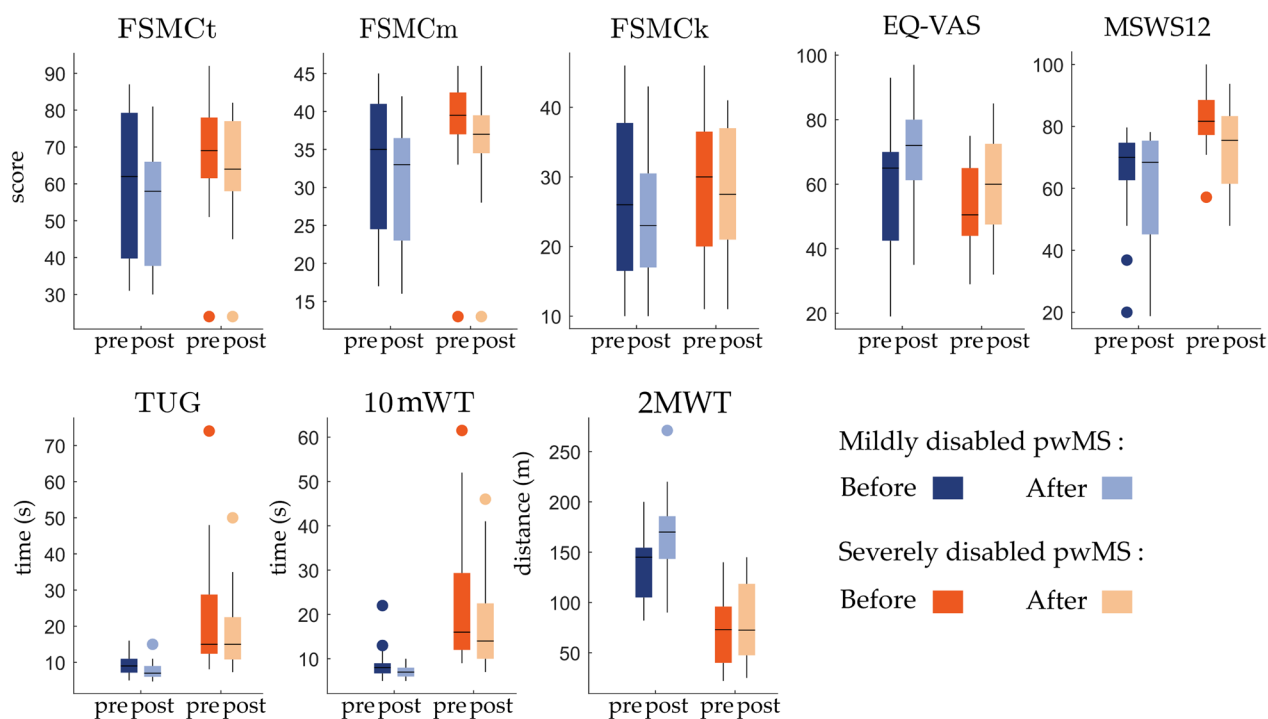 FSMCt
FSMCm
FSMCk
EQ-VAS
MSWS12
score
90
80
70
60
50
40
30
pre post
pre post
45
40
35
30
25
20
15
pre post
pre post
40
30
20
10
pre post
pre post
100
80
60
40
20
pre post
pre post
100
80
60
40
20
pre post
pre post
TUG
10 mWT
2MWT
time (s)
70
60
50
40
30
20
10
pre post
pre post
time (s)
60
50
40
30
20
10
pre post
pre post
distance (m)
250
200
150
100
50
pre post
pre post
Mildly disabled pwMS :
Before After
Severely disabled pwMS :
Before After